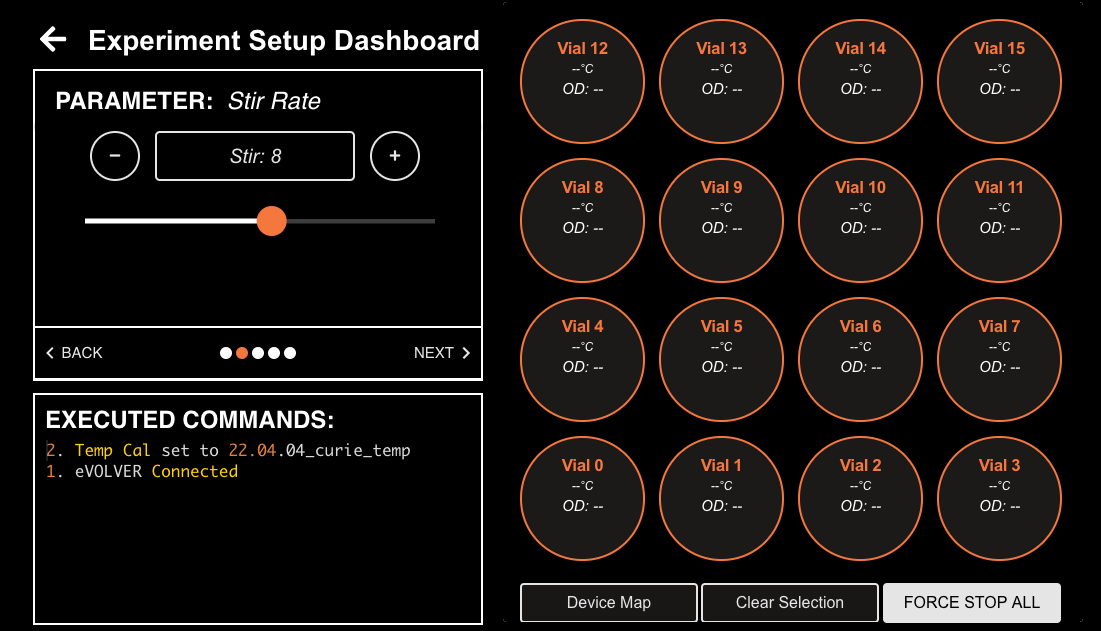 Experiment Setup Dashboard
PARAMETER: Stir Rate
− Stir: 8 +
BACK NEXT
EXECUTED COMMANDS:
2. Temp Cal set to 22.04.04_curie_temp
1. eVOLVER Connected
Vial 12 Vial 13 Vial 14 Vial 15
--°C --°C --°C --°C
OD: -- OD: -- OD: -- OD: --
Vial 8 Vial 9 Vial 10 Vial 11
--°C --°C --°C --°C
OD: -- OD: -- OD: -- OD: --
Vial 4 Vial 5 Vial 6 Vial 7
--°C --°C --°C --°C
OD: -- OD: -- OD: -- OD: --
Vial 0 Vial 1 Vial 2 Vial 3
--°C --°C --°C --°C
OD: -- OD: -- OD: -- OD: --
Device Map Clear Selection FORCE STOP ALL